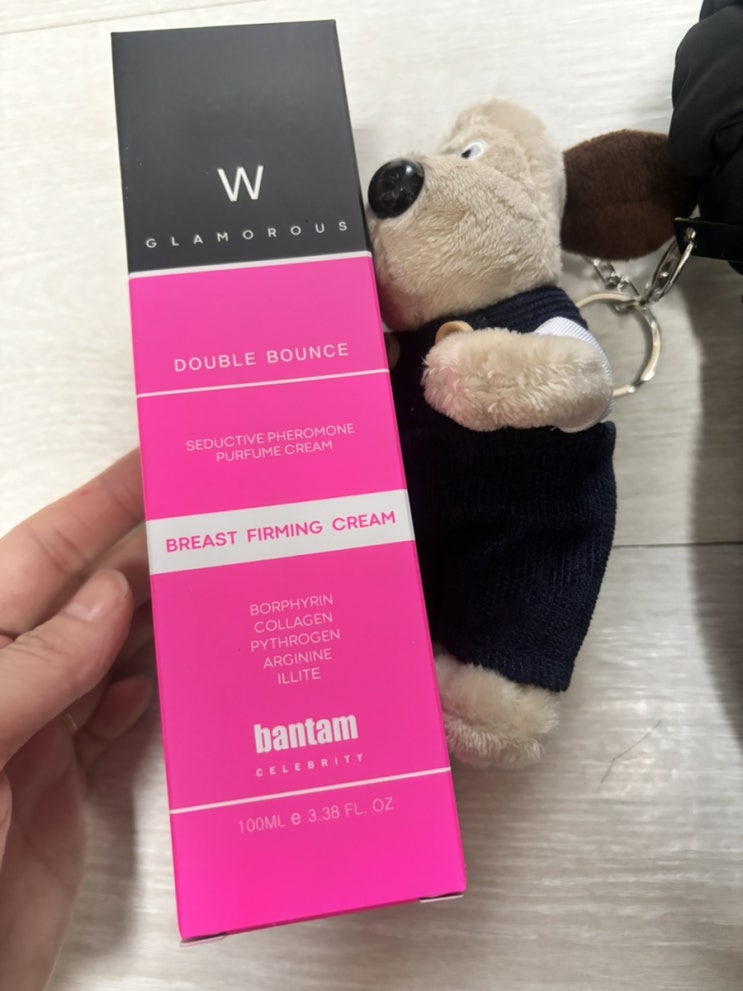 W
GLAMOROUS
DOUBLE BOUNCE
SEDUCTIVE PHEROMONE
PURFUME CREAM
BREAST FIRMING CREAM
BORPHYRIN
COLLAGEN
PYTHROGEN
ARGININE
ILLITE
bantam
CELEBRITY
100ML e 3.38 FL. OZ